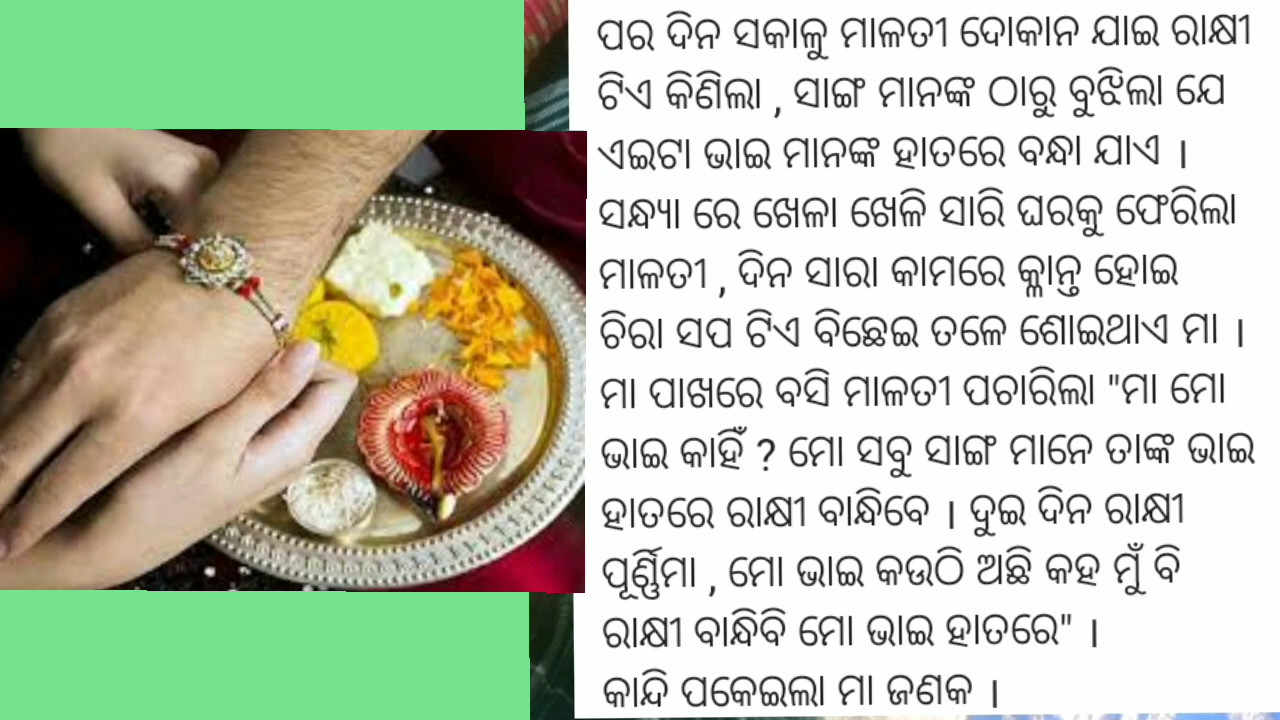 ପର ଦିନ ସକାଳୁ ମାଳତୀ ଦୋକାନ ଯାଇ ରାକ୍ଷୀ
ଟିଏ କିଣିଲା , ସାଙ୍ଗ ମାନଙ୍କ ଠାରୁ ବୁଝିଲା ଯେ
ଏଇଟା ଭାଇ ମାନଙ୍କ ହାତରେ ବନ୍ଧା ଯାଏ ।
ସନ୍ଧ୍ୟା ରେ ଖେଳା ଖେଳି ସାରି ଘରକୁ ଫେରିଲା
ମାଳତୀ , ଦିନ ସାରା କାମରେ କ୍ଳାନ୍ତ ହୋଇ
ଚିରା ସପ ଟିଏ ବିଛେଇ ତଳେ ଶୋଇଥାଏ ମା ।
ମା ପାଖରେ ବସି ମାଳତୀ ପଚାରିଲା "ମା ମୋ
ଭାଇ କାହିଁ ? ମୋ ସବୁ ସାଙ୍ଗ ମାନେ ତାଙ୍କ ଭାଇ
ହାତରେ ରାକ୍ଷୀ ବାନ୍ଧିବେ । ଦୁଇ ଦିନ ରାକ୍ଷୀ
ପୂର୍ଣ୍ଣିମା , ମୋ ଭାଇ କଉଠି ଅଛି କହ ମୁଁ ବି
ରାକ୍ଷୀ ବାନ୍ଧିବି ମୋ ଭାଇ ହାତରେ" ।
କାନ୍ଦି ପକେଇଲା ମା ଜଣକ ।